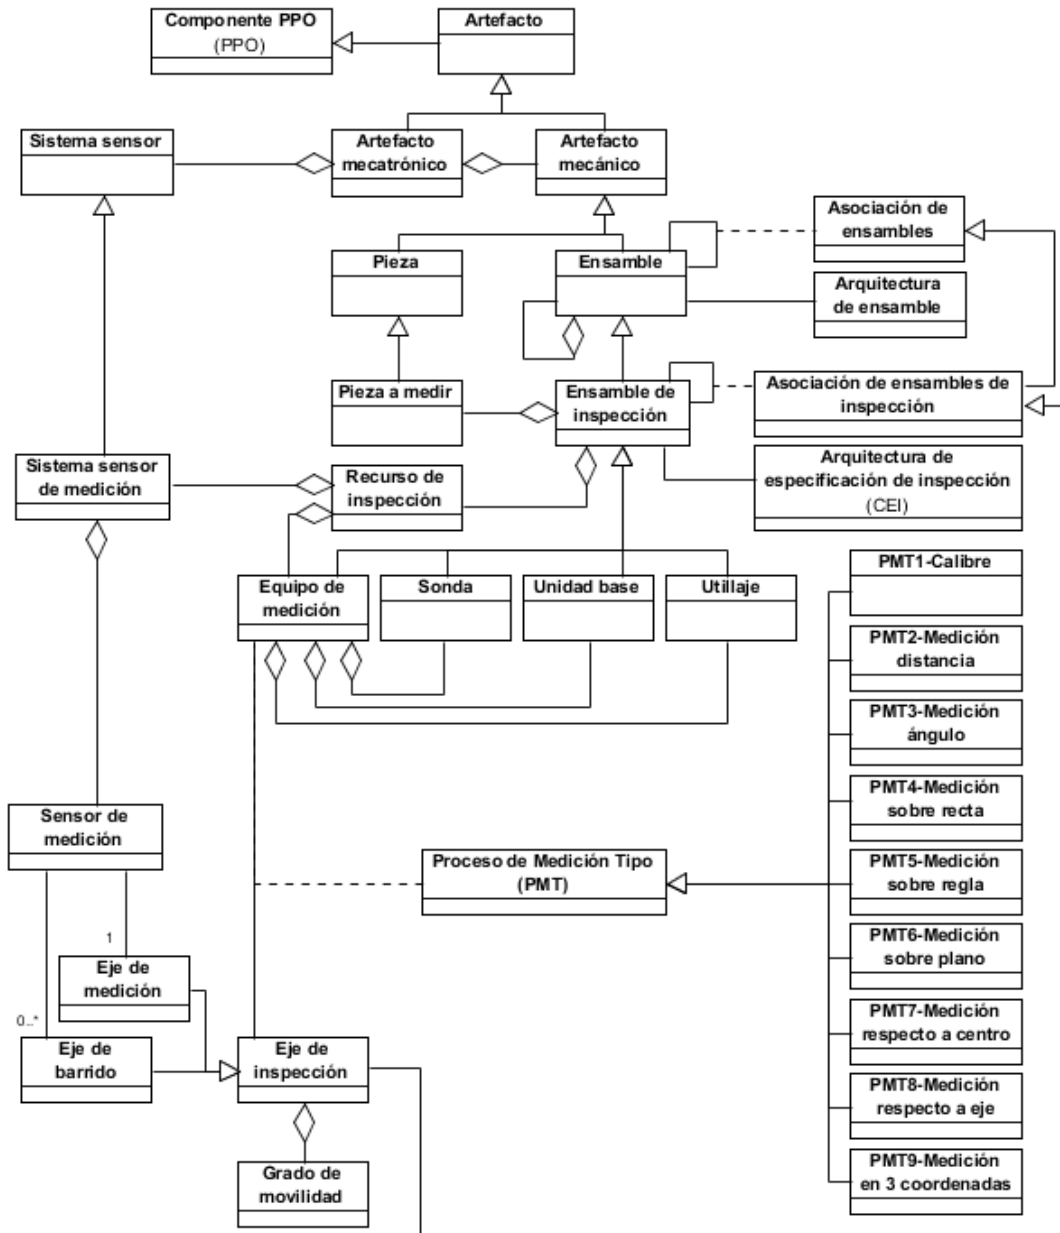 Componente PPO
(PPO)
Artefacto
Sistema sensor
Artefacto
mecatrónico
Artefacto
mecánico
Asociación de
ensambles
Pieza
Ensamble
Arquitectura
de ensamble
Pieza a medir
Ensamble de
inspección
Asociación de ensambles de
inspección
Sistema sensor
de medición
Recurso de
inspección
Arquitectura de
especificación de inspección
(CEI)
Equipo de
medición
Sonda
Unidad base
Utillaje
PMT1-Calibre
PMT2-Medición
distancia
PMT3-Medición
ángulo
PMT4-Medición
sobre recta
Sensor de
medición
Proceso de Medición Tipo
(PMT)
PMT5-Medición
sobre regla
PMT6-Medición
sobre plano
1
Eje de
medición
0...*
PMT7-Medición
respecto a centro
Eje de
barrido
Eje de
inspección
PMT8-Medición
respecto a eje
Grado de
movilidad
PMT9-Medición
en 3 coordenadas